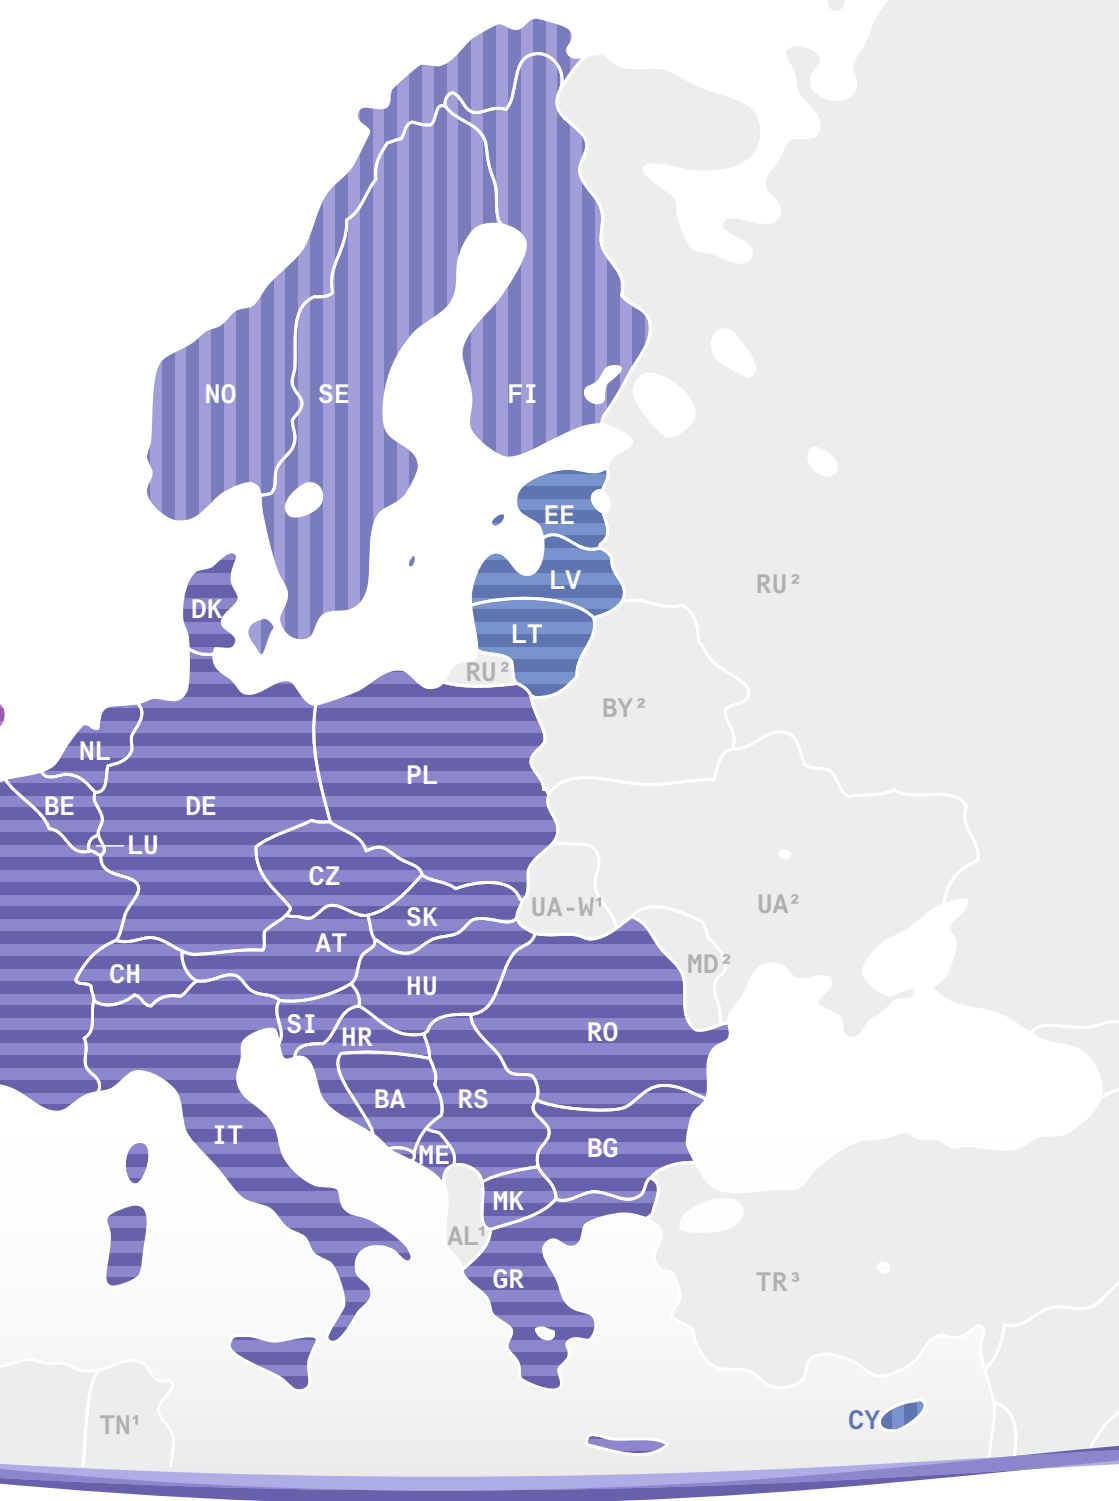 NO
SE
FI
EE
LV
RU²
DK
LT
RU²
BY²
NL
PL
BE
DE
LU
CZ
UA-W¹
UA²
SK
AT
MD²
CH
HU
SI
RO
HR
BA
RS
IT
BG
ME
MK
AL¹
GR
TR³
CY
TN¹